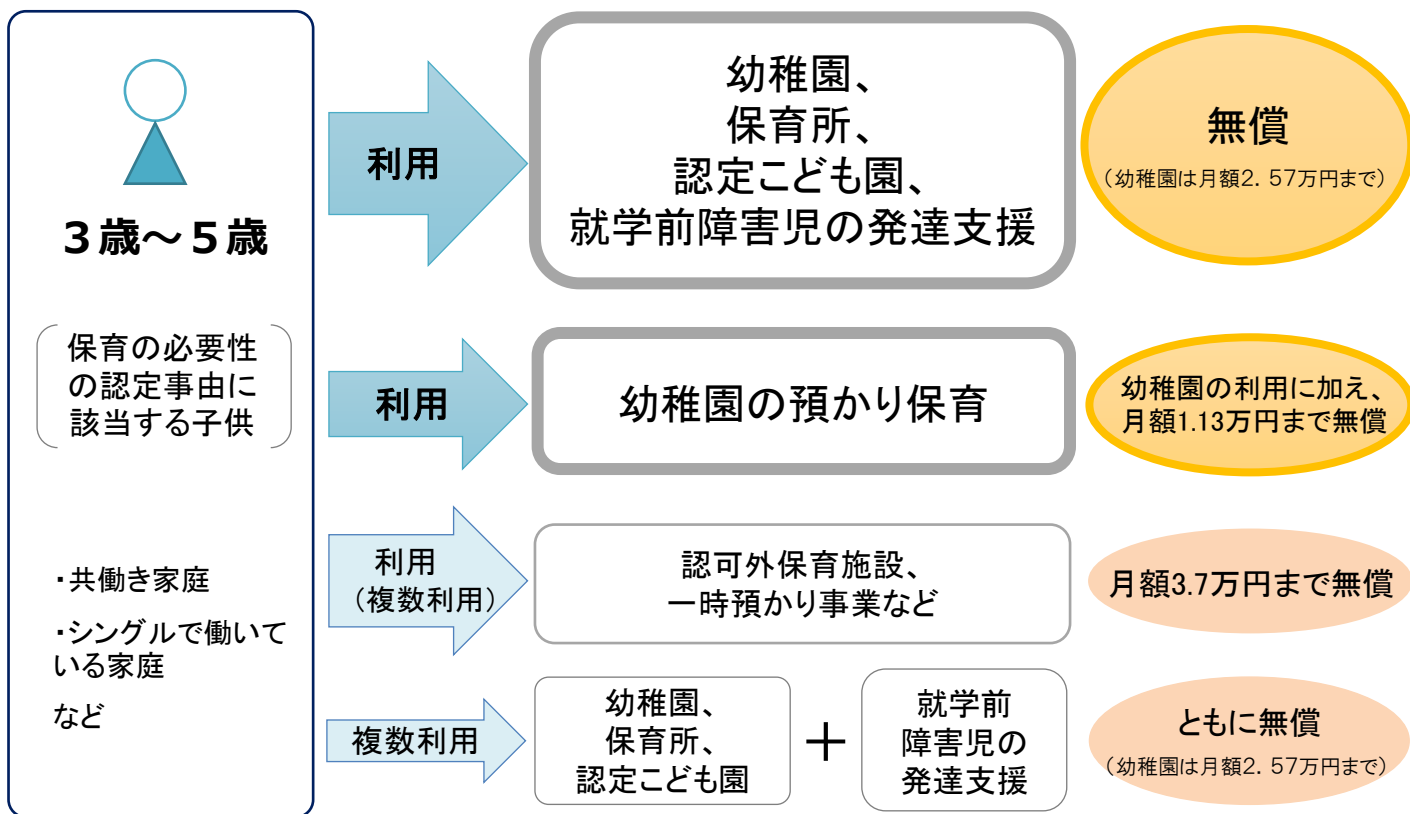 ３歳～５歳
保育の必要性
の認定事由に
該当する子供
・共働き家庭
・シングルで働いて
いる家庭
など
利用
幼稚園、
保育所、
認定こども園、
就学前障害児の発達支援
無償
（幼稚園は月額２．５７万円まで）
利用
幼稚園の預かり保育
幼稚園の利用に加え、
月額1.13万円まで無償
利用
（複数利用）
認可外保育施設、
一時預かり事業など
月額3.7万円まで無償
複数利用
幼稚園、
保育所、
認定こども園
＋
就学前
障害児の
発達支援
ともに無償
（幼稚園は月額２．５７万円まで）